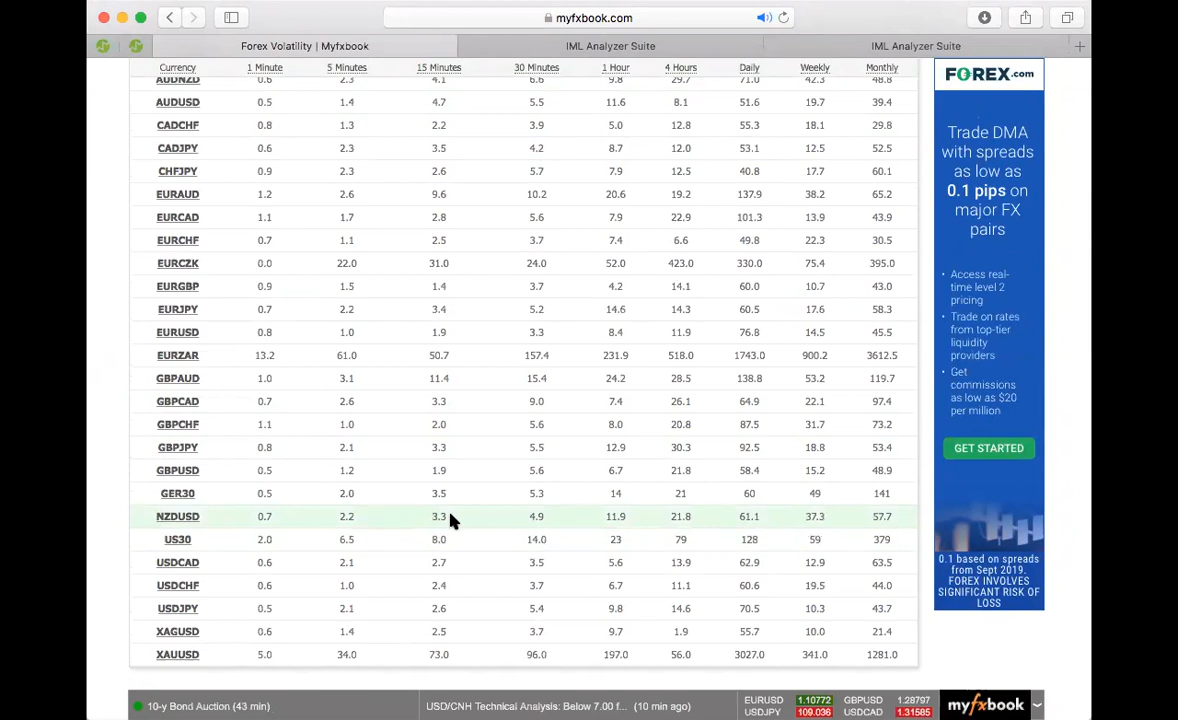 myfxbook.com
Forex Volatility | Myfxbook
IML Analyzer Suite
IML Analyzer Suite
Currency 1 Minute 5 Minutes 15 Minutes 30 Minutes 1 Hour 4 Hours Daily Weekly Monthly
AUDNZD 0.6 2.3 4.1 6.6 9.8 29.7 71.0 42.3 48.8
AUDUSD 0.5 1.4 4.7 5.5 11.6 8.1 51.6 19.7 39.4
CADCHF 0.8 1.3 2.2 3.9 5.0 12.8 55.3 18.1 29.8
CADJPY 0.6 2.3 3.5 4.2 8.7 12.0 53.1 12.5 52.5
CHFJPY 0.9 2.3 2.6 5.7 7.9 12.5 40.8 17.7 60.1
EURAUD 1.2 2.6 9.6 10.2 20.6 19.2 137.9 38.2 65.2
EURCAD 1.1 1.7 2.8 5.6 7.9 22.9 101.3 13.9 43.9
EURCHF 0.7 1.1 2.5 3.7 7.4 6.6 49.8 22.3 30.5
EURCZK 0.0 22.0 31.0 24.0 52.0 423.0 330.0 75.4 395.0
EURGBP 0.9 1.5 1.4 3.7 4.2 14.1 60.0 10.7 43.0
EURJPY 0.7 2.2 3.4 5.2 14.6 14.3 60.5 17.6 58.3
EURUSD 0.8 1.0 1.9 3.3 8.4 11.9 76.8 14.5 45.5
EURZAR 13.2 61.0 50.7 157.4 231.9 518.0 1743.0 900.2 3612.5
GBPAUD 1.0 3.1 11.4 15.4 24.2 28.5 138.8 53.2 119.7
GBPCAD 0.7 2.6 3.3 9.0 7.4 26.1 64.9 22.1 97.4
GBPCHF 1.1 1.0 2.0 5.6 8.0 20.8 87.5 31.7 73.2
GBPJPY 0.8 2.1 3.3 5.5 12.9 30.3 92.5 18.8 53.4
GBPUSD 0.5 1.2 1.9 5.6 6.7 21.8 58.4 15.2 48.9
GER30 0.5 2.0 3.5 5.3 14 21 60 49 141
NZDUSD 0.7 2.2 3.3 4.9 11.9 21.8 61.1 37.3 57.7
US30 2.0 6.5 8.0 14.0 23 79 128 59 379
USDCAD 0.6 2.1 2.7 3.5 5.6 13.9 62.9 12.9 63.5
USDCHF 0.6 1.0 2.4 3.7 6.7 11.1 60.6 19.5 44.0
USDJPY 0.5 2.1 2.6 5.4 9.8 14.6 70.5 10.3 43.7
XAGUSD 0.6 1.4 2.5 3.7 9.7 1.9 55.7 10.0 21.4
XAUUSD 5.0 34.0 73.0 96.0 197.0 56.0 3027.0 341.0 1281.0
FOREX.com
Trade DMA
with spreads
as low as
0.1 pips on
major FX
pairs
• Access real-
time level 2
pricing
• Trade on rates
from top-tier
liquidity
providers
• Get
commissions
as low as $20
per million
GET STARTED
0.1 based on spreads
from Sept 2019.
FOREX INVOLVES
SIGNIFICANT RISK OF
LOSS
10-y Bond Auction (43 min)
USD/CNH Technical Analysis: Below 7.00 f... (10 min ago)
EURUSD 1.10772 GBPUSD 1.28797
USDJPY 109.036 USDCAD 1.31585
myfxbook